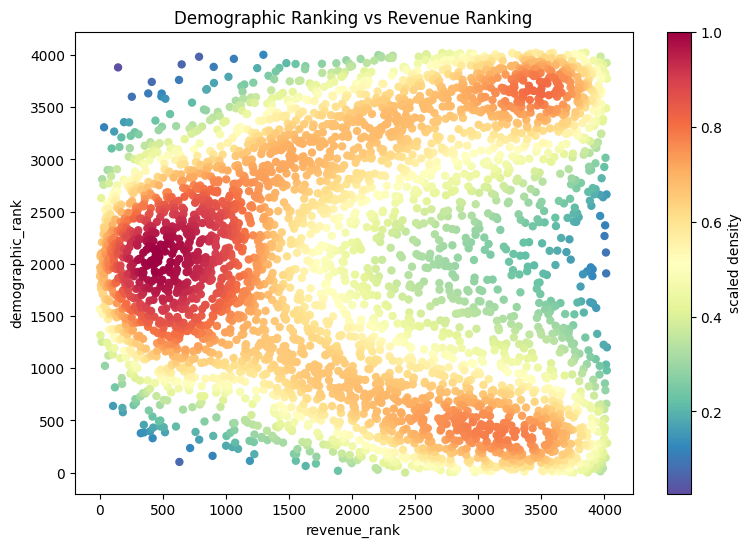 Demographic Ranking vs Revenue Ranking
demographic_rank
4000
3500
3000
2500
2000
1500
1000
500
0
0 500 1000 1500 2000 2500 3000 3500 4000
revenue_rank
1.0
0.8
0.6
0.4
0.2
scaled density